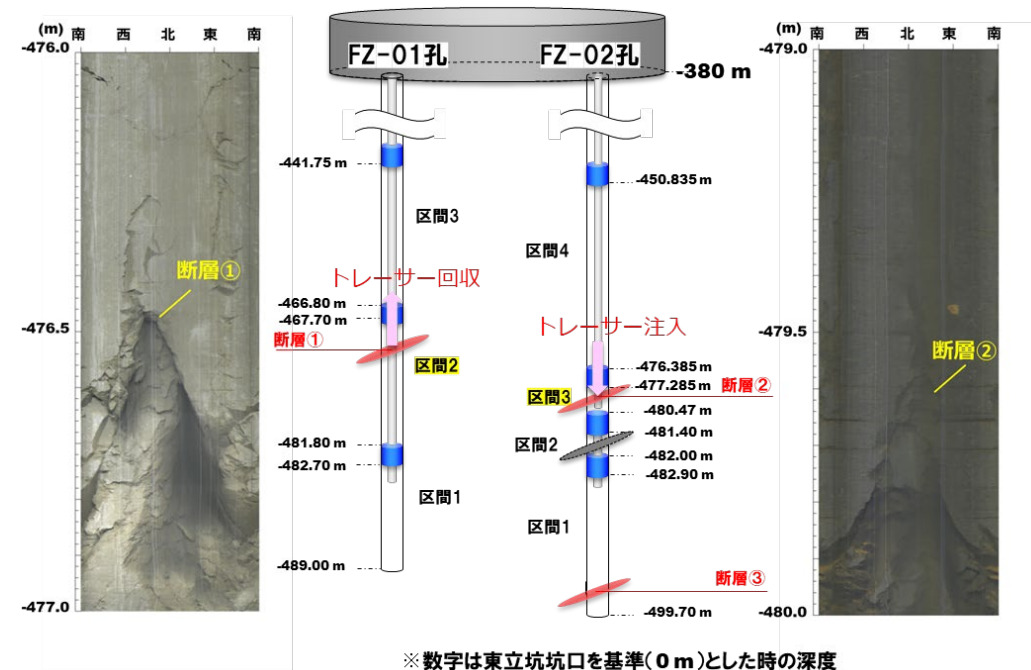 (m) 南 西 北 東 南
-476.0
断層①
-476.5
-477.0
FZ-01孔
FZ-02孔
-380 m
-441.75 m
区間3
トレーサー回収
-466.80 m
-467.70 m
断層①
区間2
-481.80 m
-482.70 m
区間1
-489.00 m
-450.835 m
区間4
トレーサー注入
-476.385 m
-477.285 m
断層②
区間3
-480.47 m
-481.40 m
区間2
-482.00 m
-482.90 m
区間1
断層③
-499.70 m
(m) 南 西 北 東 南
-479.0
-479.5
断層②
-480.0
※数字は東立坑坑口を基準(0 m)とした時の深度